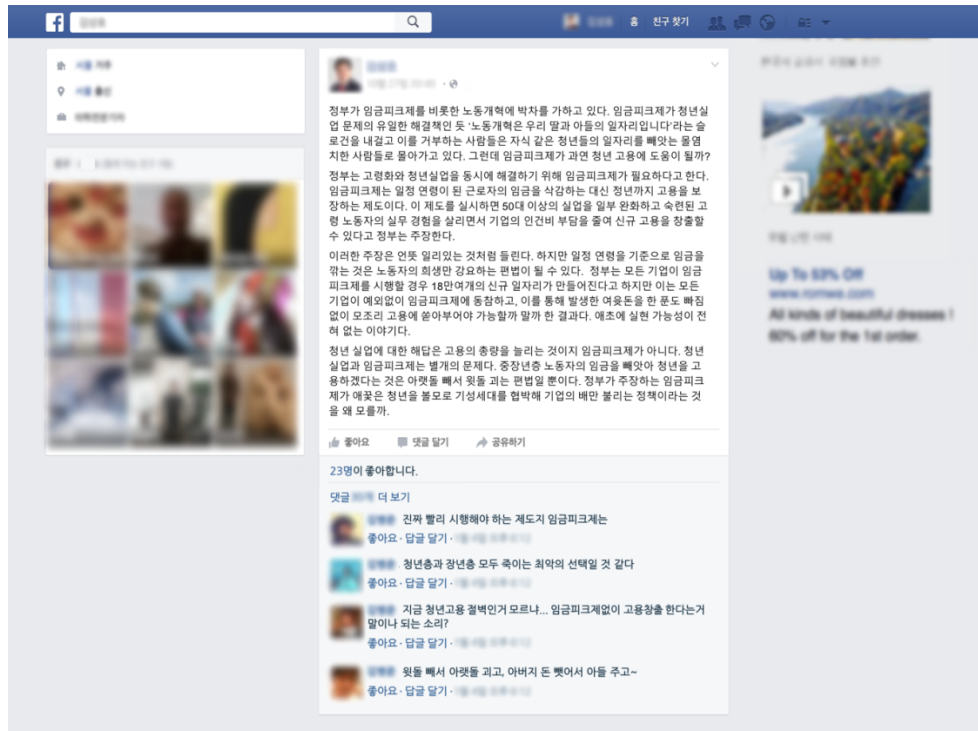 홈 친구 찾기
거주
출신
정부가 임금피크제를 비롯한 노동개혁에 박차를 가하고 있다. 임금피크제가 청년실
업 문제의 유일한 해결책인 듯 '노동개혁은 우리 딸과 아들의 일자리입니다'라는 슬
로건을 내걸고 이를 거부하는 사람들은 자식 같은 청년들의 일자리를 빼앗는 몰염
치한 사람들로 몰아가고 있다. 그런데 임금피크제가 과연 청년 고용에 도움이 될까?
정부는 고령화와 청년실업을 동시에 해결하기 위해 임금피크제가 필요하다고 한다.
임금피크제는 일정 연령이 된 근로자의 임금을 삭감하는 대신 정년까지 고용을 보
장하는 제도이다. 이 제도를 실시하면 50대 이상의 실업을 일부 완화하고 숙련된 고
령 노동자의 실무 경험을 살리면서 기업의 인건비 부담을 줄여 신규 고용을 창출할
수 있다고 정부는 주장한다.
이러한 주장은 언뜻 일리있는 것처럼 들린다. 하지만 일정 연령을 기준으로 임금을
깎는 것은 노동자의 희생만 강요하는 편법이 될 수 있다. 정부는 모든 기업이 임금
피크제를 시행할 경우 18만여개의 신규 일자리가 만들어진다고 하지만 이는 모든
기업이 예외없이 임금피크제에 동참하고, 이를 통해 발생한 여윳돈을 한 푼도 빠짐
없이 모조리 고용에 쏟아부어야 가능할까 말까 한 결과다. 애초에 실현 가능성이 전
혀 없는 이야기다.
청년 실업에 대한 해답은 고용의 총량을 늘리는 것이지 임금피크제가 아니다. 청년
실업과 임금피크제는 별개의 문제다. 중장년층 노동자의 임금을 빼앗아 청년을 고
용하겠다는 것은 아랫돌 빼서 윗돌 괴는 편법일 뿐이다. 정부가 주장하는 임금피크
제가 애꿎은 청년을 볼모로 기성세대를 협박해 기업의 배만 불리는 정책이라는 것
을 왜 모를까.
좋아요 댓글 달기 공유하기
23명이 좋아합니다.
댓글 더 보기
진짜 빨리 시행해야 하는 제도지 임금피크제는
좋아요 · 답글 달기 ·
청년층과 장년층 모두 죽이는 최악의 선택일 것 같다
좋아요 · 답글 달기 ·
지금 청년고용 절벽인거 모르냐... 임금피크제없이 고용창출 한다는거
말이나 되는 소리?
좋아요 · 답글 달기 ·
윗돌 빼서 아랫돌 괴고, 아버지 돈 뺏어서 아들 주고~
좋아요 · 답글 달기 ·
Up To 53% Off
www.romwe.com
All kinds of beautiful dresses !
60% off for the 1st order.